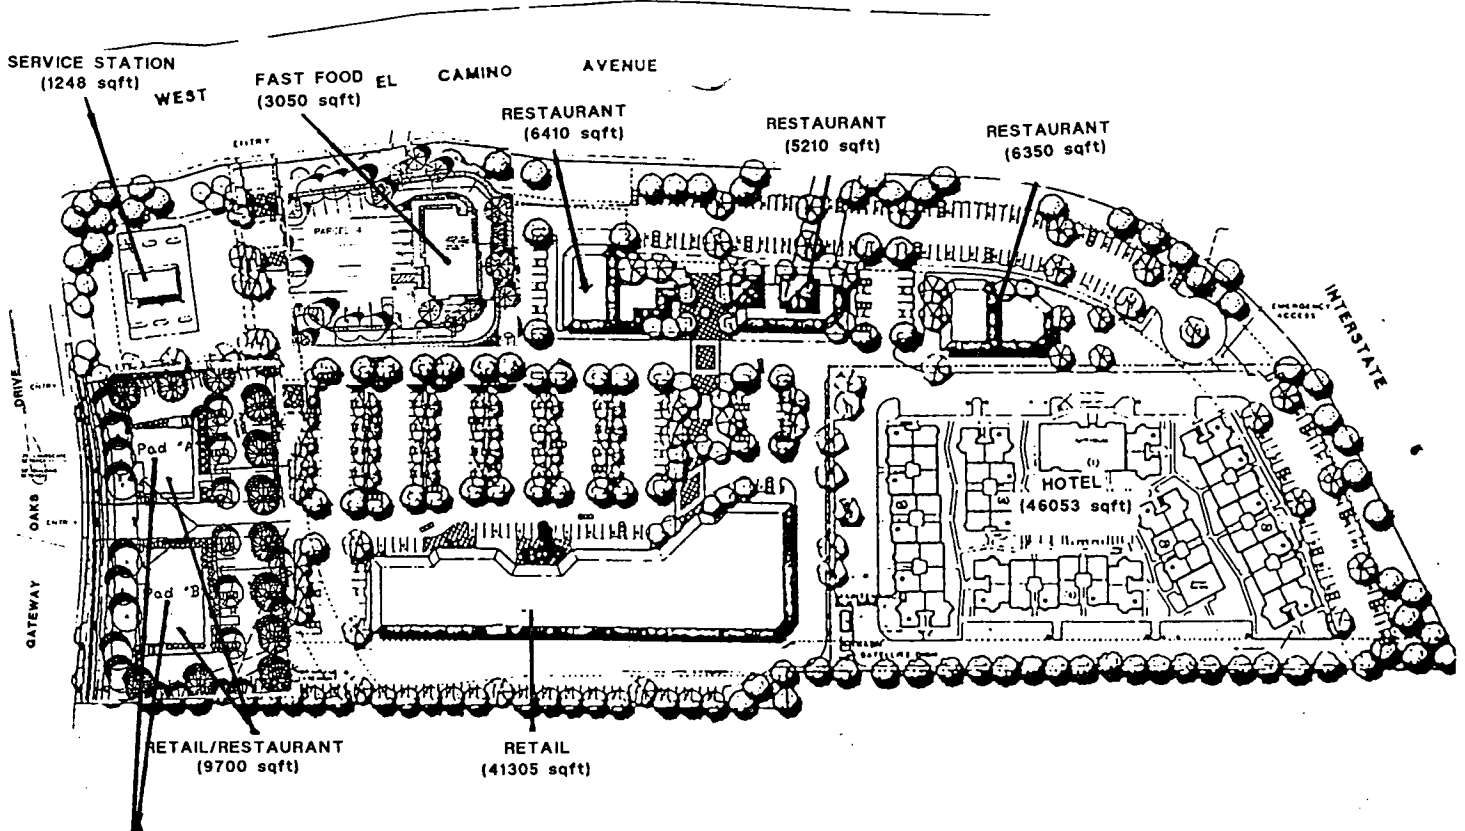 SERVICE STATION
(1248 sqft)
FAST FOOD
(3050 sqft)
WEST EL CAMINO AVENUE
RESTAURANT
(6410 sqft)
RESTAURANT
(5210 sqft)
RESTAURANT
(6350 sqft)
ENTRY
PARCEL 4
EMERGENCY
ACCESS
INTERSTATE
ENTRY
Pad "A"
HOTEL
(46053 sqft)
ENTRY
Pad "B"
GATEWAY OAKS DRIVE
RETAIL/RESTAURANT
(9700 sqft)
RETAIL
(41305 sqft)